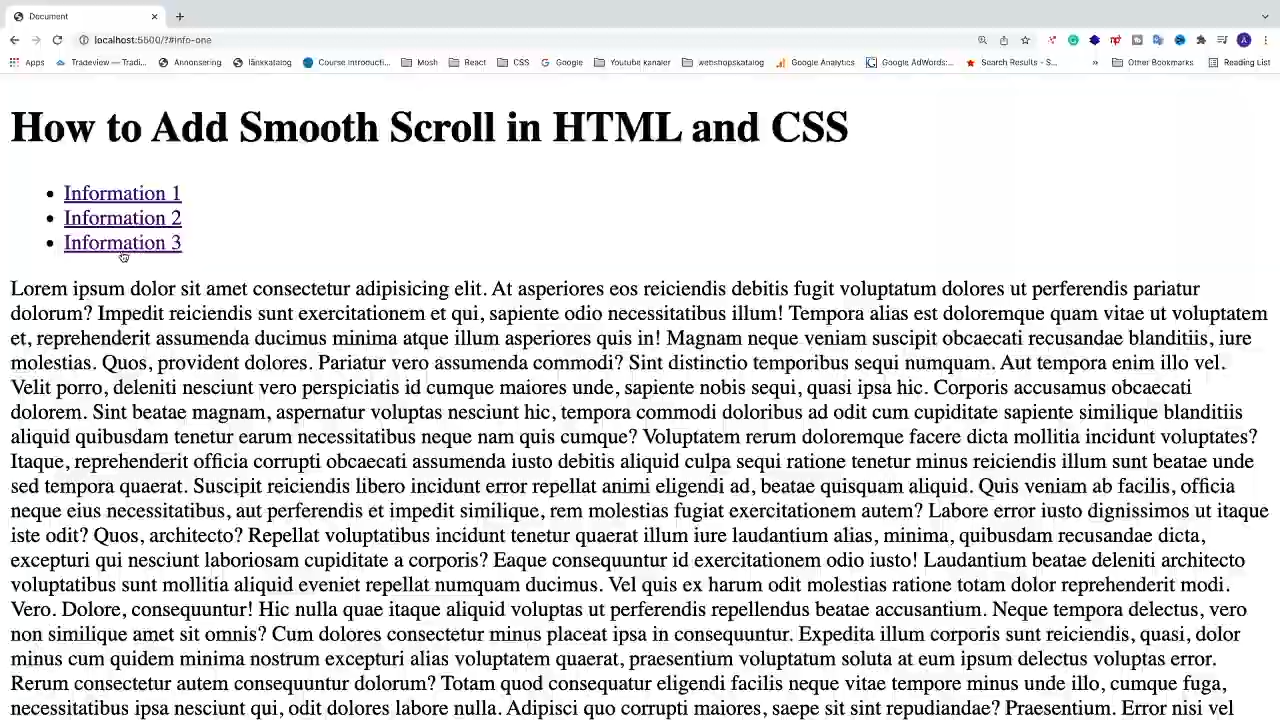 Document
localhost:5500/?#info-one
Apps Tradeview — Tradi... Annonsering länkkatalog Course Introducti... Mosh React CSS Google Youtube kanaler webbshopskatalog Google Analytics Google AdWords:... Search Results - S... » Other Bookmarks Reading List
How to Add Smooth Scroll in HTML and CSS
Information 1
Information 2
Information 3
Lorem ipsum dolor sit amet consectetur adipisicing elit. At asperiores eos reiciendis debitis fugit voluptatum dolores ut perferendis pariatur
dolorum? Impedit reiciendis sunt exercitationem et qui, sapiente odio necessitatibus illum! Tempora alias est doloremque quam vitae ut voluptatem
et, reprehenderit assumenda ducimus minima atque illum asperiores quis in! Magnam neque veniam suscipit obcaecati recusandae blanditiis, iure
molestias. Quos, provident dolores. Pariatur vero assumenda commodi? Sint distinctio temporibus sequi numquam. Aut tempora enim illo vel.
Velit porro, deleniti nesciunt vero perspiciatis id cumque maiores unde, sapiente nobis sequi, quasi ipsa hic. Corporis accusamus obcaecati
dolorem. Sint beatae magnam, aspernatur voluptas nesciunt hic, tempora commodi doloribus ad odit cum cupiditate sapiente similique blanditiis
aliquid quibusdam tenetur earum necessitatibus neque nam quis cumque? Voluptatem rerum doloremque facere dicta mollitia incidunt voluptates?
Itaque, reprehenderit officia corrupti obcaecati assumenda iusto debitis aliquid culpa sequi ratione tenetur minus reiciendis illum sunt beatae unde
sed tempora quaerat. Suscipit reiciendis libero incidunt error repellat animi eligendi ad, beatae quisquam aliquid. Quis veniam ab facilis, officia
neque eius necessitatibus, aut perferendis et impedit similique, rem molestias fugiat exercitationem autem? Labore error iusto dignissimos ut itaque
iste odit? Quos, architecto? Repellat voluptatibus incidunt tenetur quaerat illum iure laudantium alias, minima, quibusdam recusandae dicta,
excepturi qui nesciunt laboriosam cupiditate a corporis? Eaque consequuntur id exercitationem odio iusto! Laudantium beatae deleniti architecto
voluptatibus sunt mollitia aliquid eveniet repellat numquam ducimus. Vel quis ex harum odit molestias ratione totam dolor reprehenderit modi.
Vero. Dolore, consequuntur! Hic nulla quae itaque aliquid voluptas ut perferendis repellendus beatae accusantium. Neque tempora delectus, vero
non similique amet sit omnis? Cum dolores consectetur minus placeat ipsa in consequuntur. Expedita illum corporis sunt reiciendis, quasi, dolor
minus cum quidem minima nostrum excepturi alias voluptatem quaerat, praesentium voluptatum soluta at eum ipsum delectus voluptas error.
Rerum consectetur autem consequuntur dolorum? Totam quod consequatur eligendi facilis neque vitae tempore minus unde illo, cumque fuga,
necessitatibus ipsa nesciunt qui, odit dolores labore nulla. Adipisci quo corrupti maiores, saepe sit sint repudiandae? Praesentium. Error nisi vel